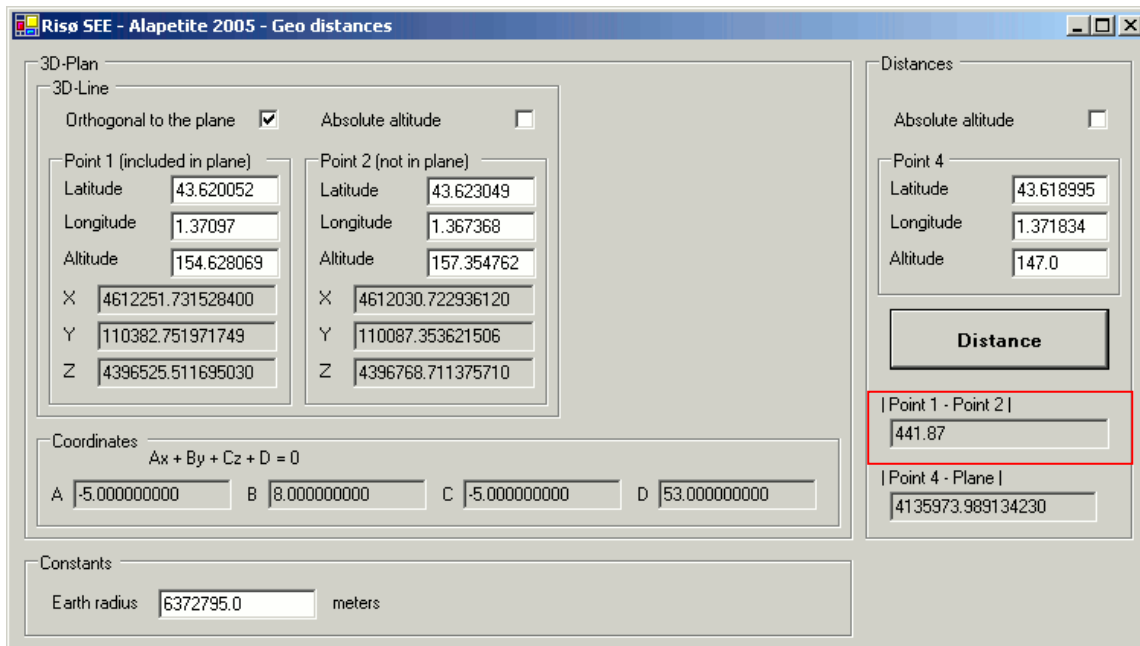 Risø SEE - Alapetite 2005 - Geo distances
3D-Plan
3D-Line
Orthogonal to the plane
Absolute altitude
Point 1 (included in plane)
Latitude 43.620052
Longitude 1.37097
Altitude 154.628069
X 4612251.731528400
Y 110382.751971749
Z 4396525.511695030
Point 2 (not in plane)
Latitude 43.623049
Longitude 1.367368
Altitude 157.354762
X 4612030.722936120
Y 110087.353621506
Z 4396768.711375710
Coordinates
Ax + By + Cz + D = 0
A -5.000000000 B 8.000000000 C -5.000000000 D 53.000000000
Constants
Earth radius 6372795.0 meters
Distances
Absolute altitude
Point 4
Latitude 43.618995
Longitude 1.371834
Altitude 147.0
Distance
| Point 1 - Point 2 |
441.87
| Point 4 - Plane |
4135973.989134230